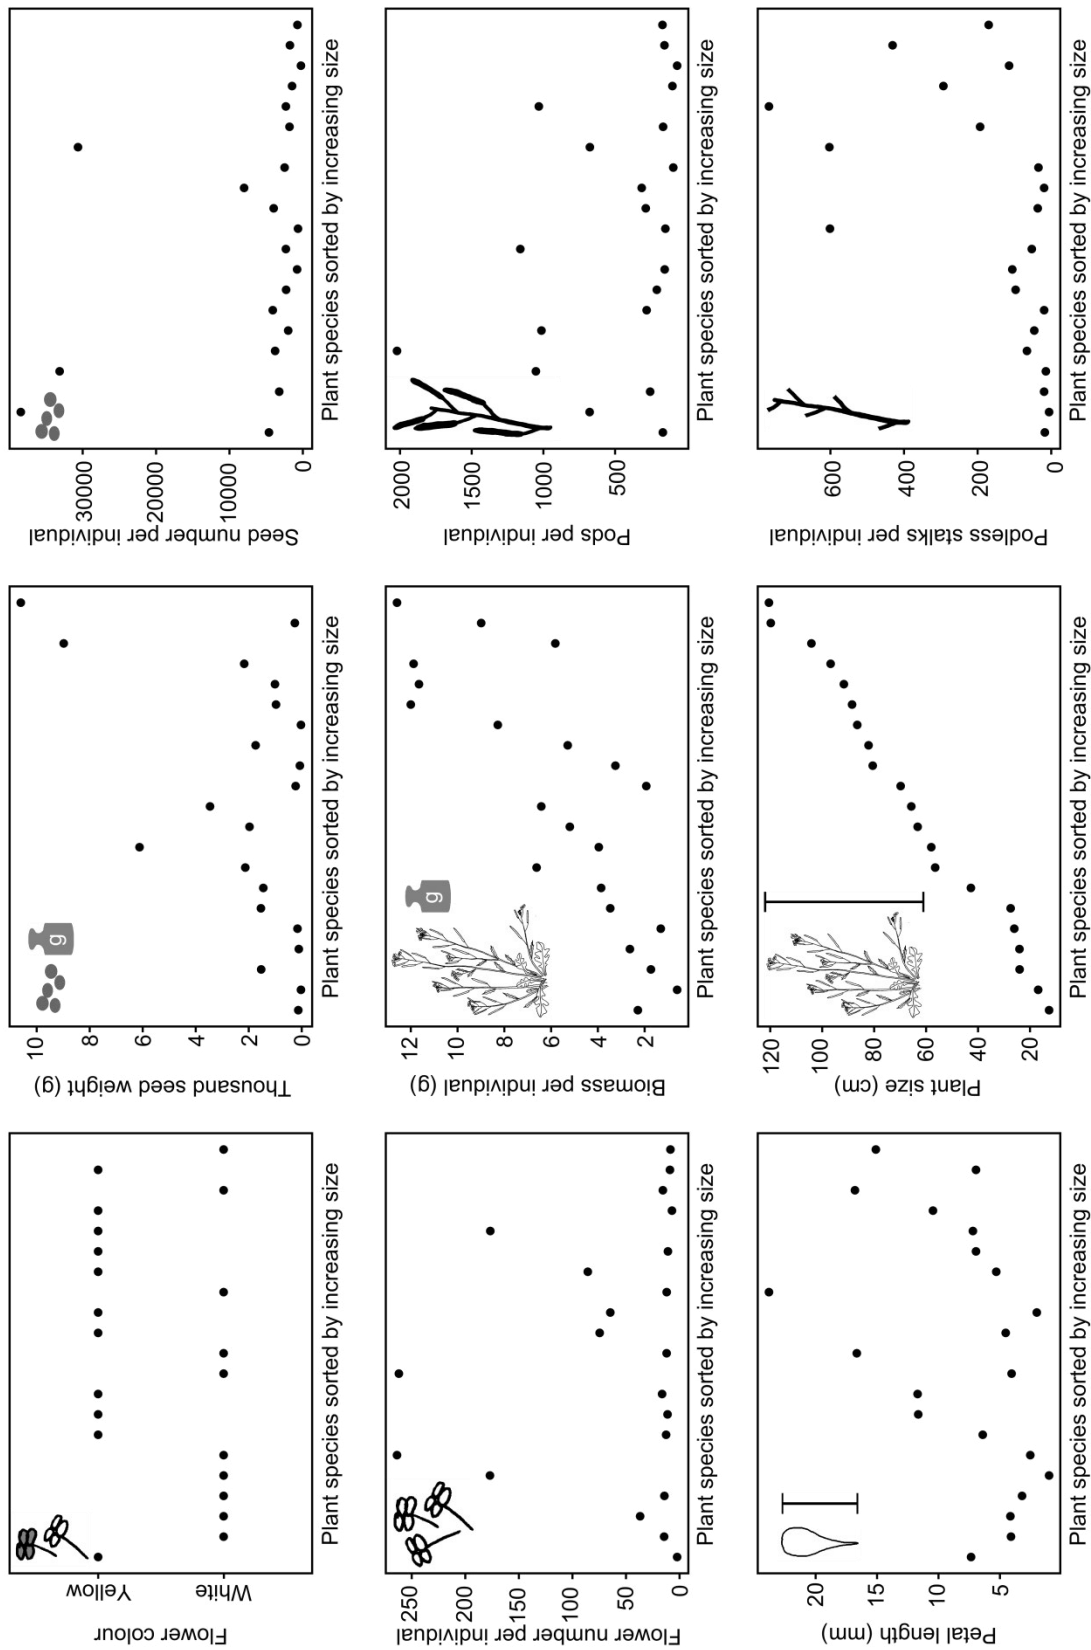 Flower colour
Yellow
White
Plant species sorted by increasing size
Thousand seed weight (g)
g
10
8
6
4
2
0
Plant species sorted by increasing size
Seed number per individual
30000
20000
10000
0
Plant species sorted by increasing size
Flower number per individual
250
200
150
100
50
0
Plant species sorted by increasing size
Biomass per individual (g)
g
12
10
8
6
4
2
Plant species sorted by increasing size
Pods per individual
2000
1500
1000
500
Plant species sorted by increasing size
Petal length (mm)
20
15
10
5
Plant species sorted by increasing size
Plant size (cm)
120
100
80
60
40
20
Plant species sorted by increasing size
Podless stalks per individual
600
400
200
0
Plant species sorted by increasing size